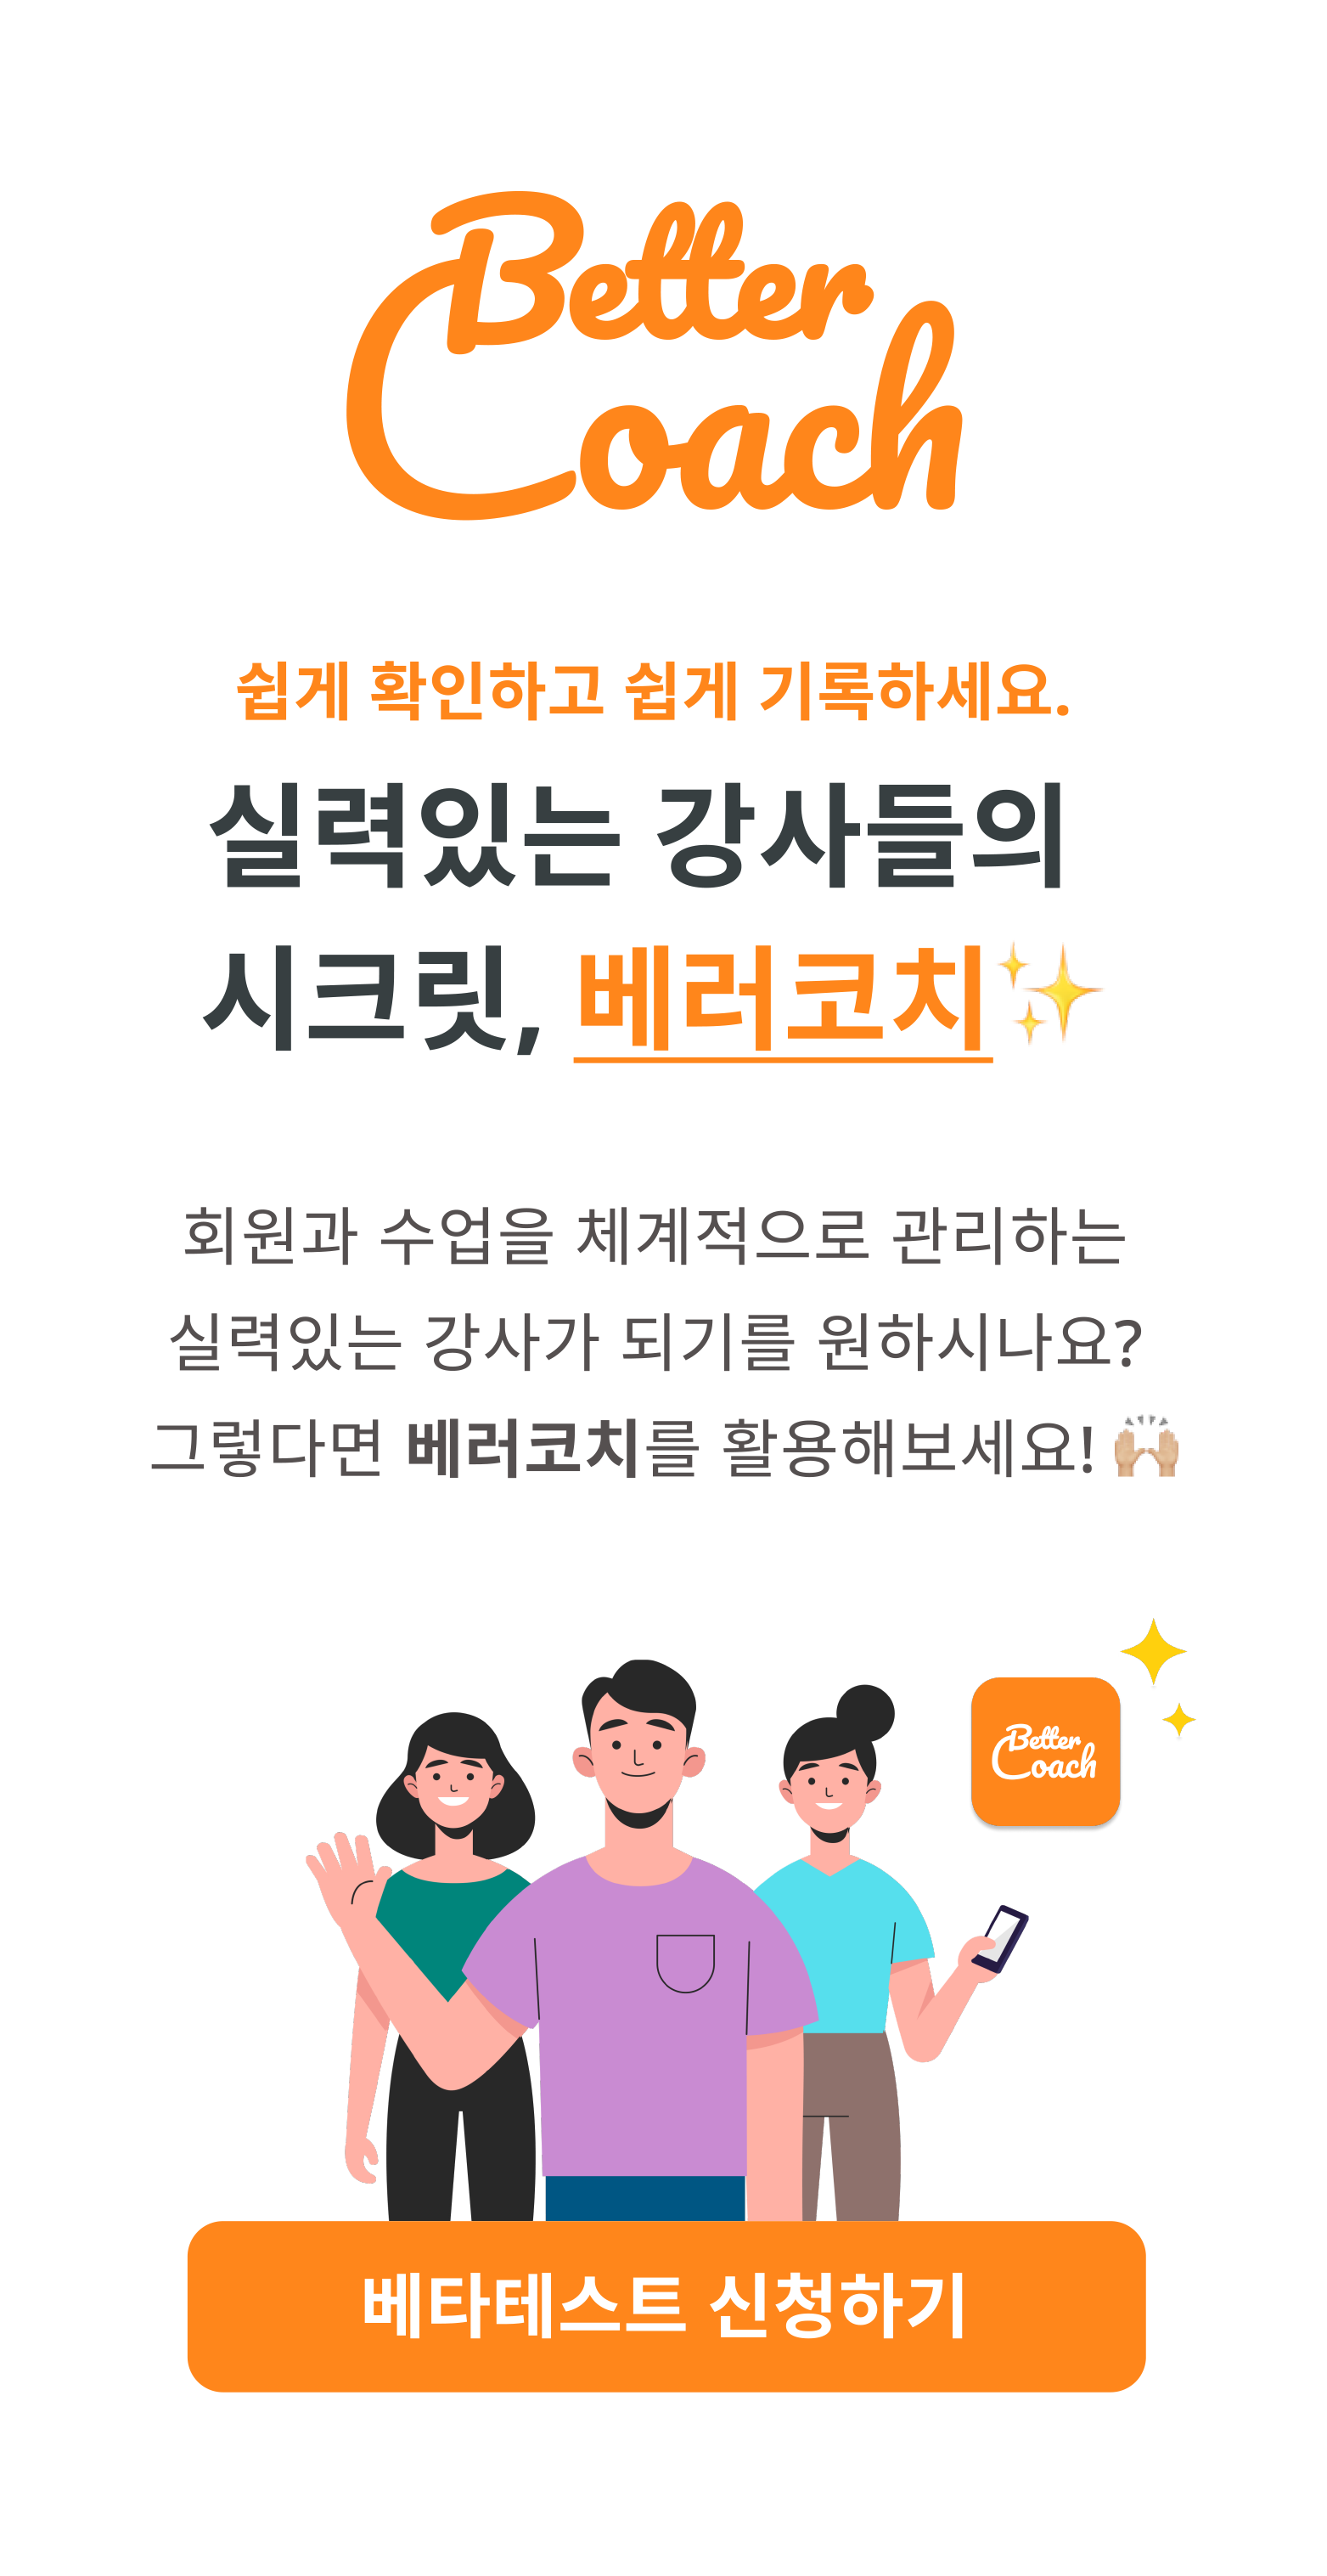 Better
Coach
쉽게 확인하고 쉽게 기록하세요.
실력있는 강사들의
시크릿, 베러코치✨
회원과 수업을 체계적으로 관리하는
실력있는 강사가 되기를 원하시나요?
그렇다면 베러코치를 활용해보세요! 🙌🏼
Better
Coach
베타테스트 신청하기